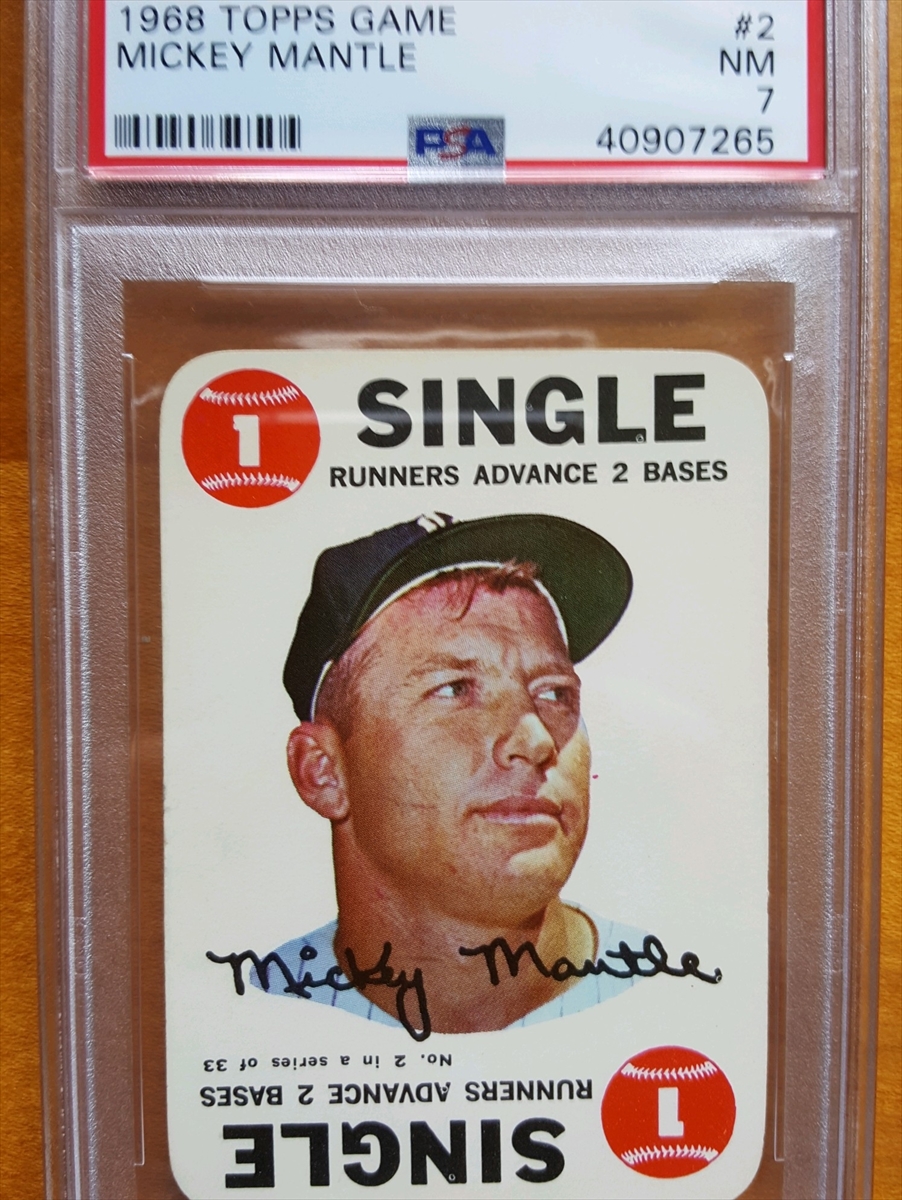 1968 TOPPS GAME #2
MICKEY MANTLE NM
7
PSA 40907265
1 SINGLE
RUNNERS ADVANCE 2 BASES
Mickey Mantle
No. 2 in a series of 33
RUNNERS ADVANCE 2 BASES
SINGLE 1